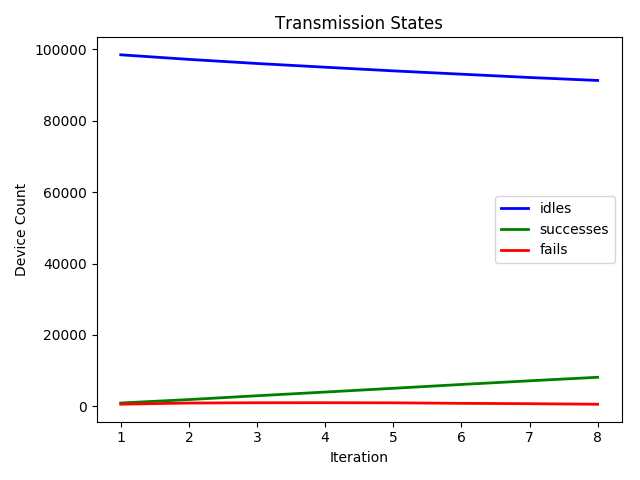 Transmission States
Device Count
100000
80000
60000
40000
20000
0
idles
successes
fails
1 2 3 4 5 6 7 8
Iteration